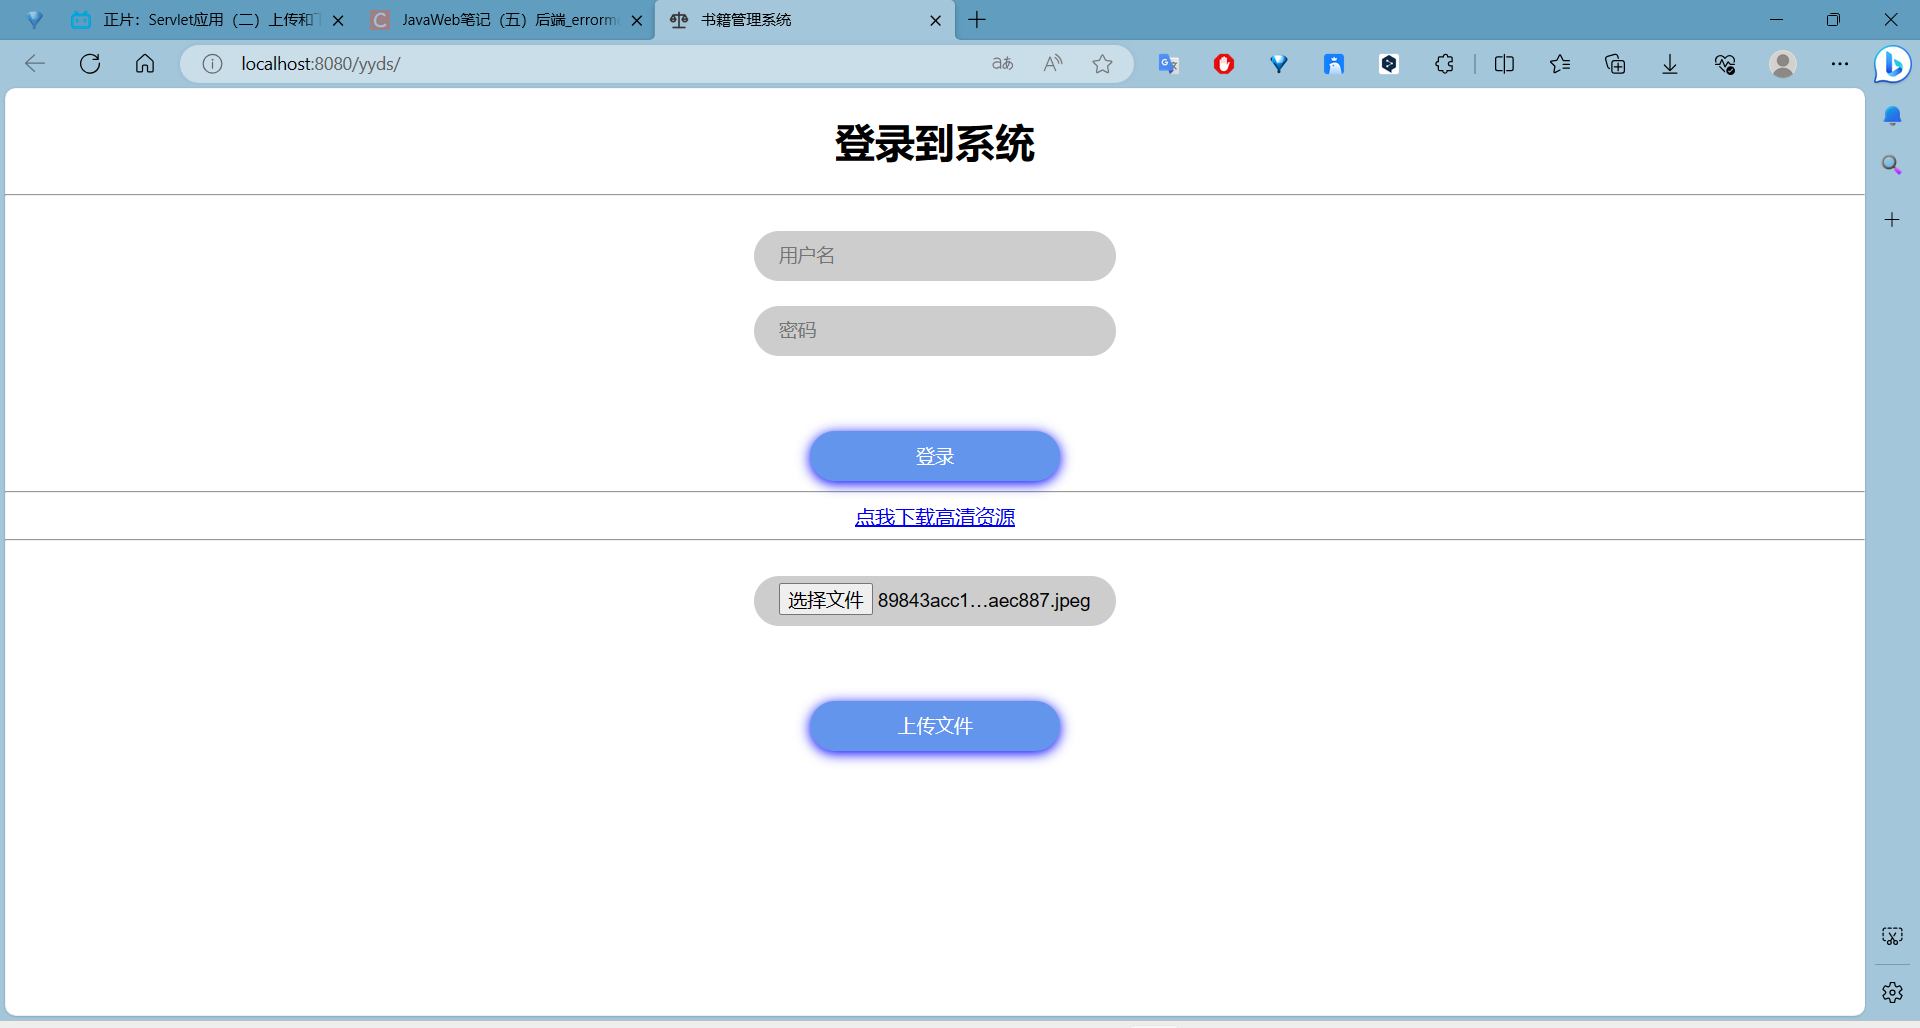 正片：Servlet应用（二）上传和
JavaWeb笔记（五）后端_errorm
书籍管理系统
localhost:8080/yyds/
登录到系统
用户名
密码
登录
点我下载高清资源
选择文件 89843acc1...aec887.jpeg
上传文件